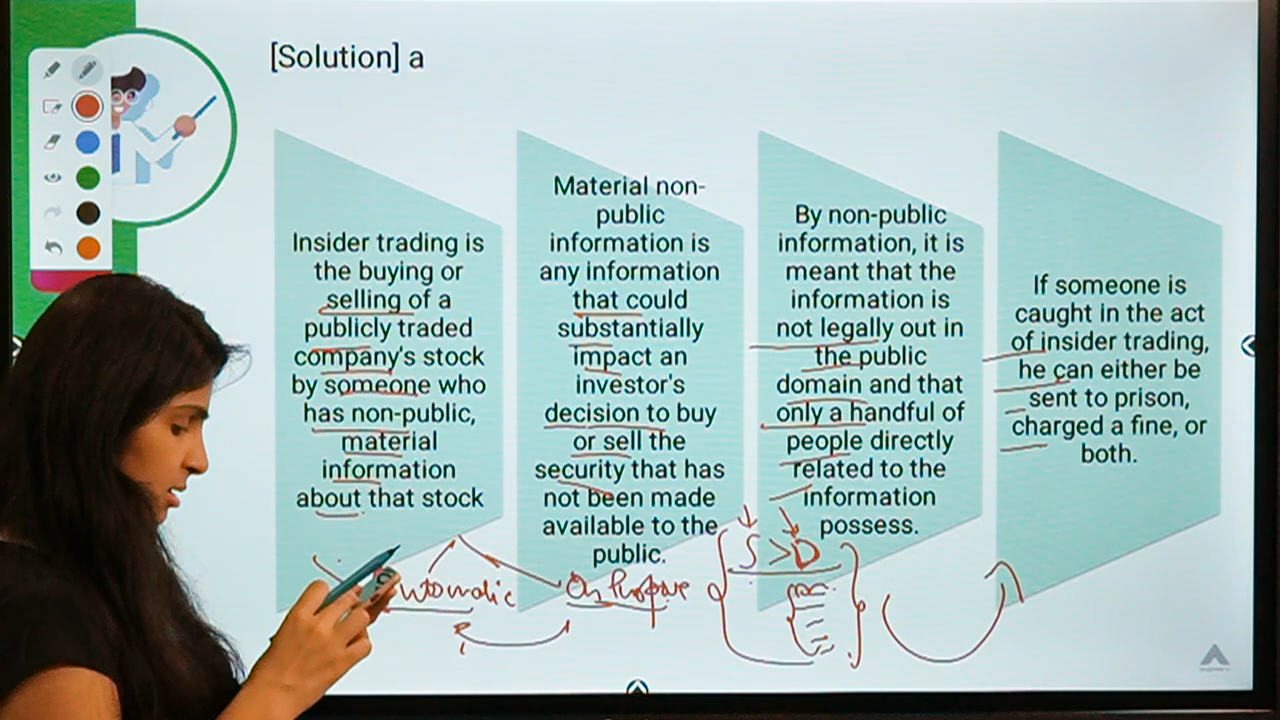 [Solution] a
Insider trading is
the buying or
selling of a
publicly traded
company's stock
by someone who
has non-public,
material
information
about that stock
Material non-
public
information is
any information
that could
substantially
impact an
investor's
decision to buy
or sell the
security that has
not been made
available to the
public.
By non-public
information, it is
meant that the
information is
not legally out in
the public
domain and that
only a handful of
people directly
related to the
information
possess.
If someone is
caught in the act
of insider trading,
he can either be
sent to prison,
charged a fine, or
both.
S > D